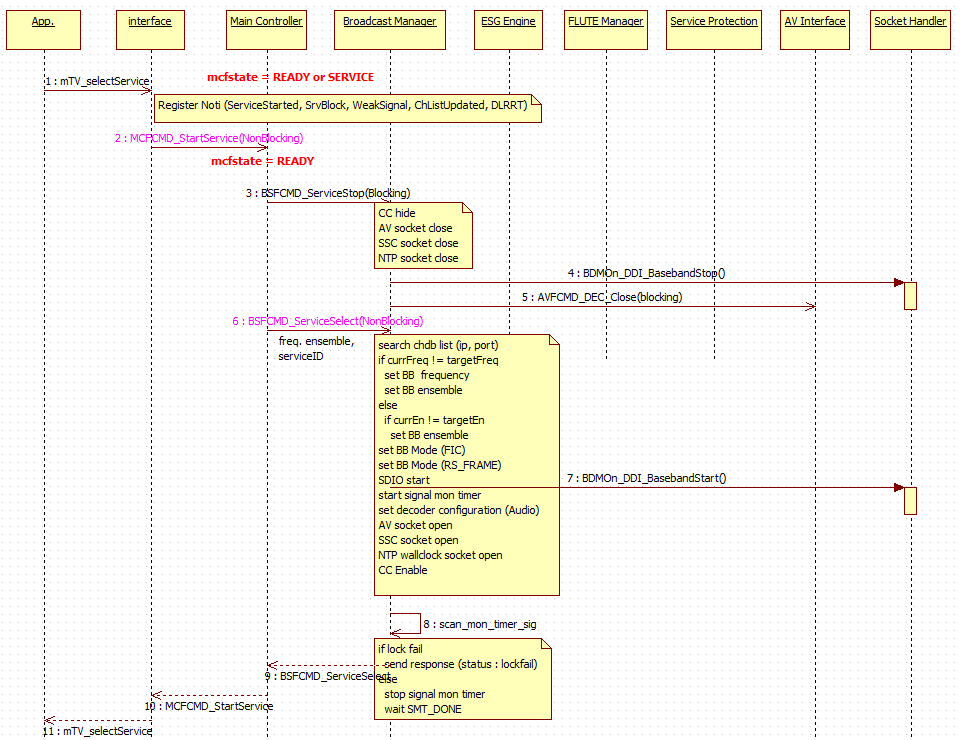 App.
interface
Main Controller
Broadcast Manager
ESG Engine
FLUTE Manager
Service Protection
AV Interface
Socket Handler
mcfstate = READY or SERVICE
1 : mTV_selectService
Register Noti (ServiceStarted, SrvBlock, WeakSignal, ChListUpdated, DLRRT)
2 : MCFCMD_StartService(NonBlocking)
mcfstate = READY
3 : BSFCMD_ServiceStop(Blocking)
CC hide
AV socket close
SSC socket close
NTP socket close
4 : BDMOn_DDI_BasebandStop()
5 : AVFCMD_DEC_Close(blocking)
6 : BSFCMD_ServiceSelect(NonBlocking)
freq. ensemble,
serviceID
search chdb list (ip, port)
if currFreq != targetFreq
set BB  frequency
set BB ensemble
else
if currEn != targetEn
set BB ensemble
set BB Mode (FIC)
set BB Mode (RS_FRAME)
SDIO start
7 : BDMOn_DDI_BasebandStart()
start signal mon timer
set decoder configuration (Audio)
AV socket open
SSC socket open
NTP wallclock socket open
CC Enable
8 : scan_mon_timer_sig
if lock fail
send response (status : lockfail)
else
stop signal mon timer
wait SMT_DONE
9 : BSFCMD_ServiceSelect
10 : MCFCMD_StartService
11 : mTV_selectService